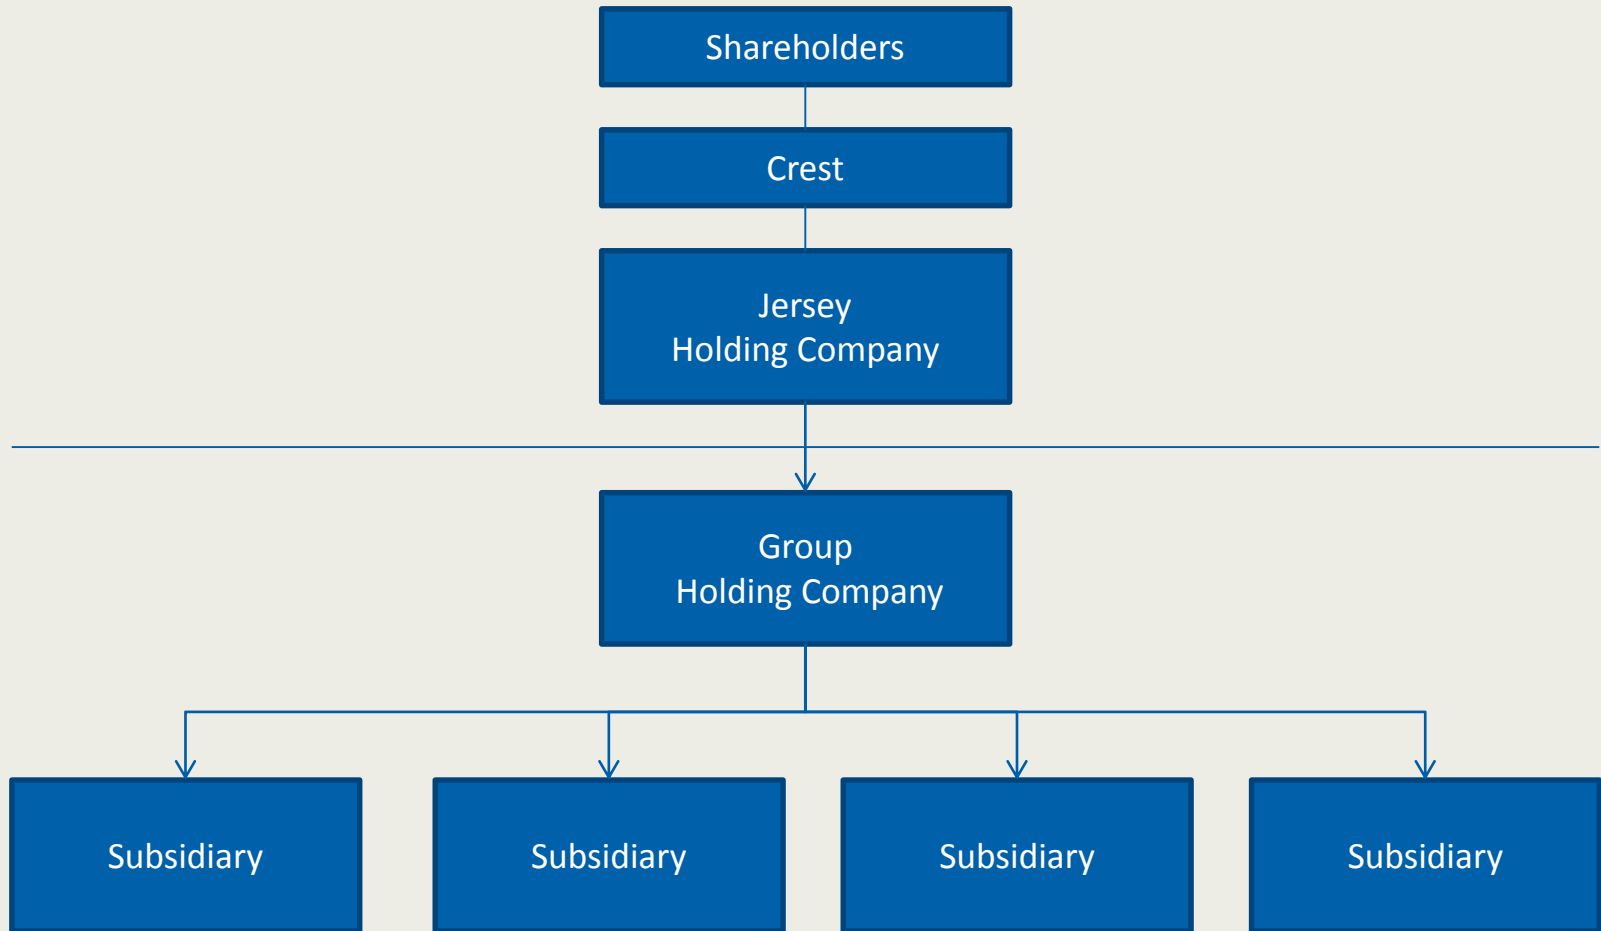 Shareholders
Crest
Jersey
Holding Company
Group
Holding Company
Subsidiary
Subsidiary
Subsidiary
Subsidiary